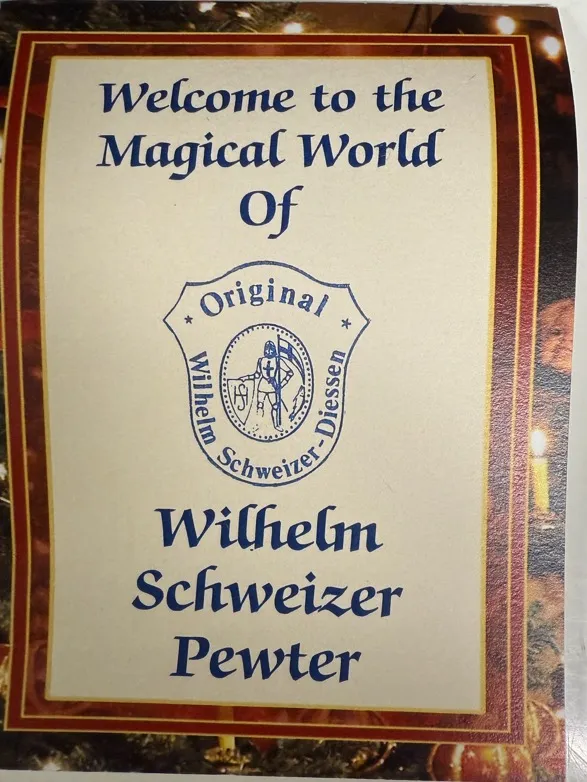 Welcome to the
Magical World
Of
Original
Wilhelm Schweizer-Diessen
Wilhelm
Schweizer
Pewter